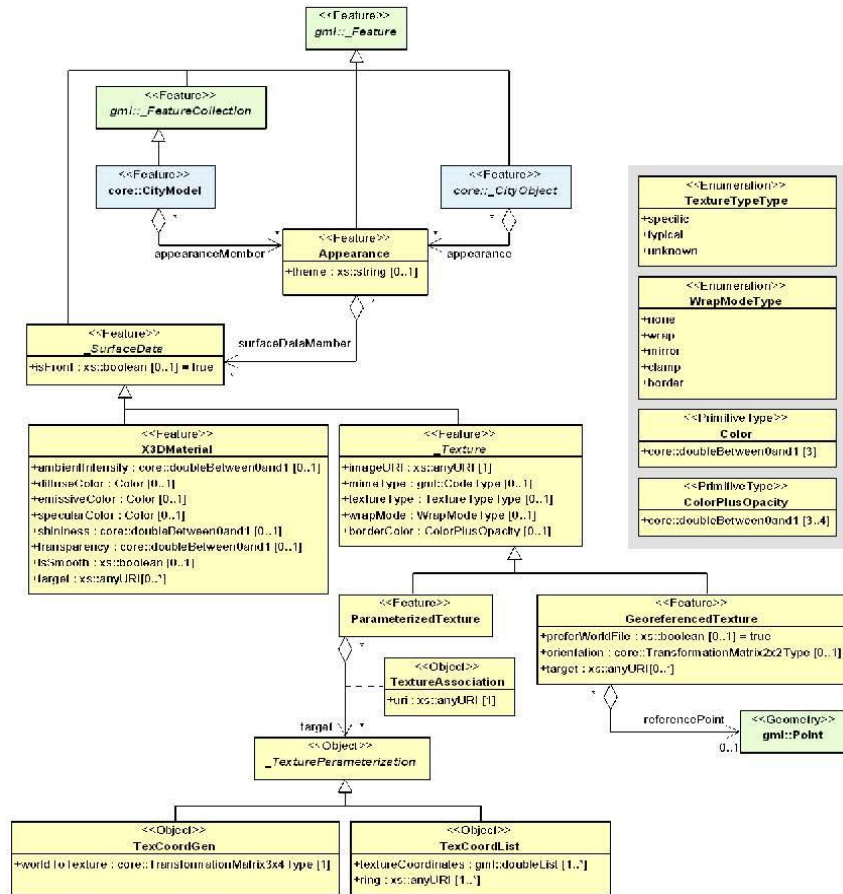 <<Feature>>
gml::_Feature
<<Feature>>
gml::_FeatureCollection
<<Feature>>
core::CityModel
<<Feature>>
core::_CityObject
*
*
*
*
appearanceMember
appearance
<<Feature>>
Appearance
+theme : xs::string [0..1]
*
<<Feature>>
_SurfaceData
+isFront : xs::boolean [0..1] = true
surfaceDataMember
*
<<Enumeration>>
TextureTypeType
+specific
+typical
+unknown
<<Enumeration>>
WrapModeType
+none
+wrap
+mirror
+clamp
+border
<<PrimitiveType>>
Color
+core::doubleBetween0and1 [3]
<<PrimitiveType>>
ColorPlusOpacity
+core::doubleBetween0and1 [3..4]
<<Feature>>
X3DMaterial
+ambientIntensity : core::doubleBetween0and1 [0..1]
+diffuseColor : Color [0..1]
+emissiveColor : Color [0..1]
+specularColor : Color [0..1]
+shininess : core::doubleBetween0and1 [0..1]
+transparency : core::doubleBetween0and1 [0..1]
+isSmooth : xs::boolean [0..1]
+target : xs::anyURI[0..*]
<<Feature>>
_Texture
+imageURI : xs::anyURI [1]
+mimeType : gml::CodeType [0..1]
+textureType : TextureTypeType [0..1]
+wrapMode : WrapModeType [0..1]
+borderColor : ColorPlusOpacity [0..1]
<<Feature>>
ParameterizedTexture
*
<<Feature>>
GeoreferencedTexture
+preferWorldFile : xs::boolean [0..1] = true
+orientation : core::TransformationMatrix2x2Type [0..1]
+target : xs::anyURI[0..*]
*
<<Object>>
TextureAssociation
+uri : xs::anyURI [1]
target
*
referencePoint
0..1
<<Geometry>>
gml::Point
<<Object>>
_TextureParameterization
<<Object>>
TexCoordGen
+worldToTexture : core::TransformationMatrix3x4Type [1]
<<Object>>
TexCoordList
+textureCoordinates : gml::doubleList [1..*]
+ring : xs::anyURI [1..*]